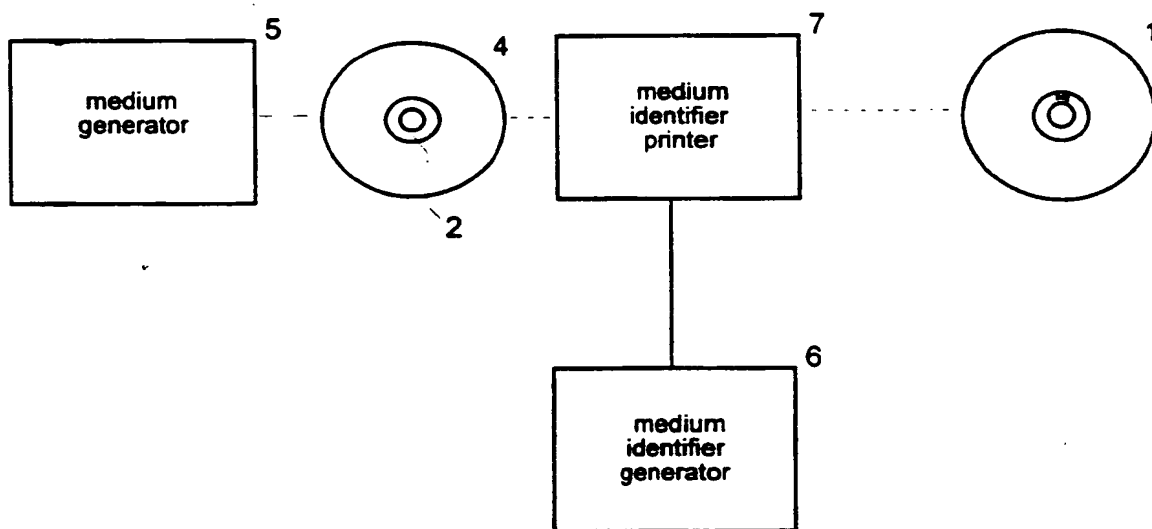 5
medium
generator
4
2
7
medium
identifier
printer
1
6
medium
identifier
generator